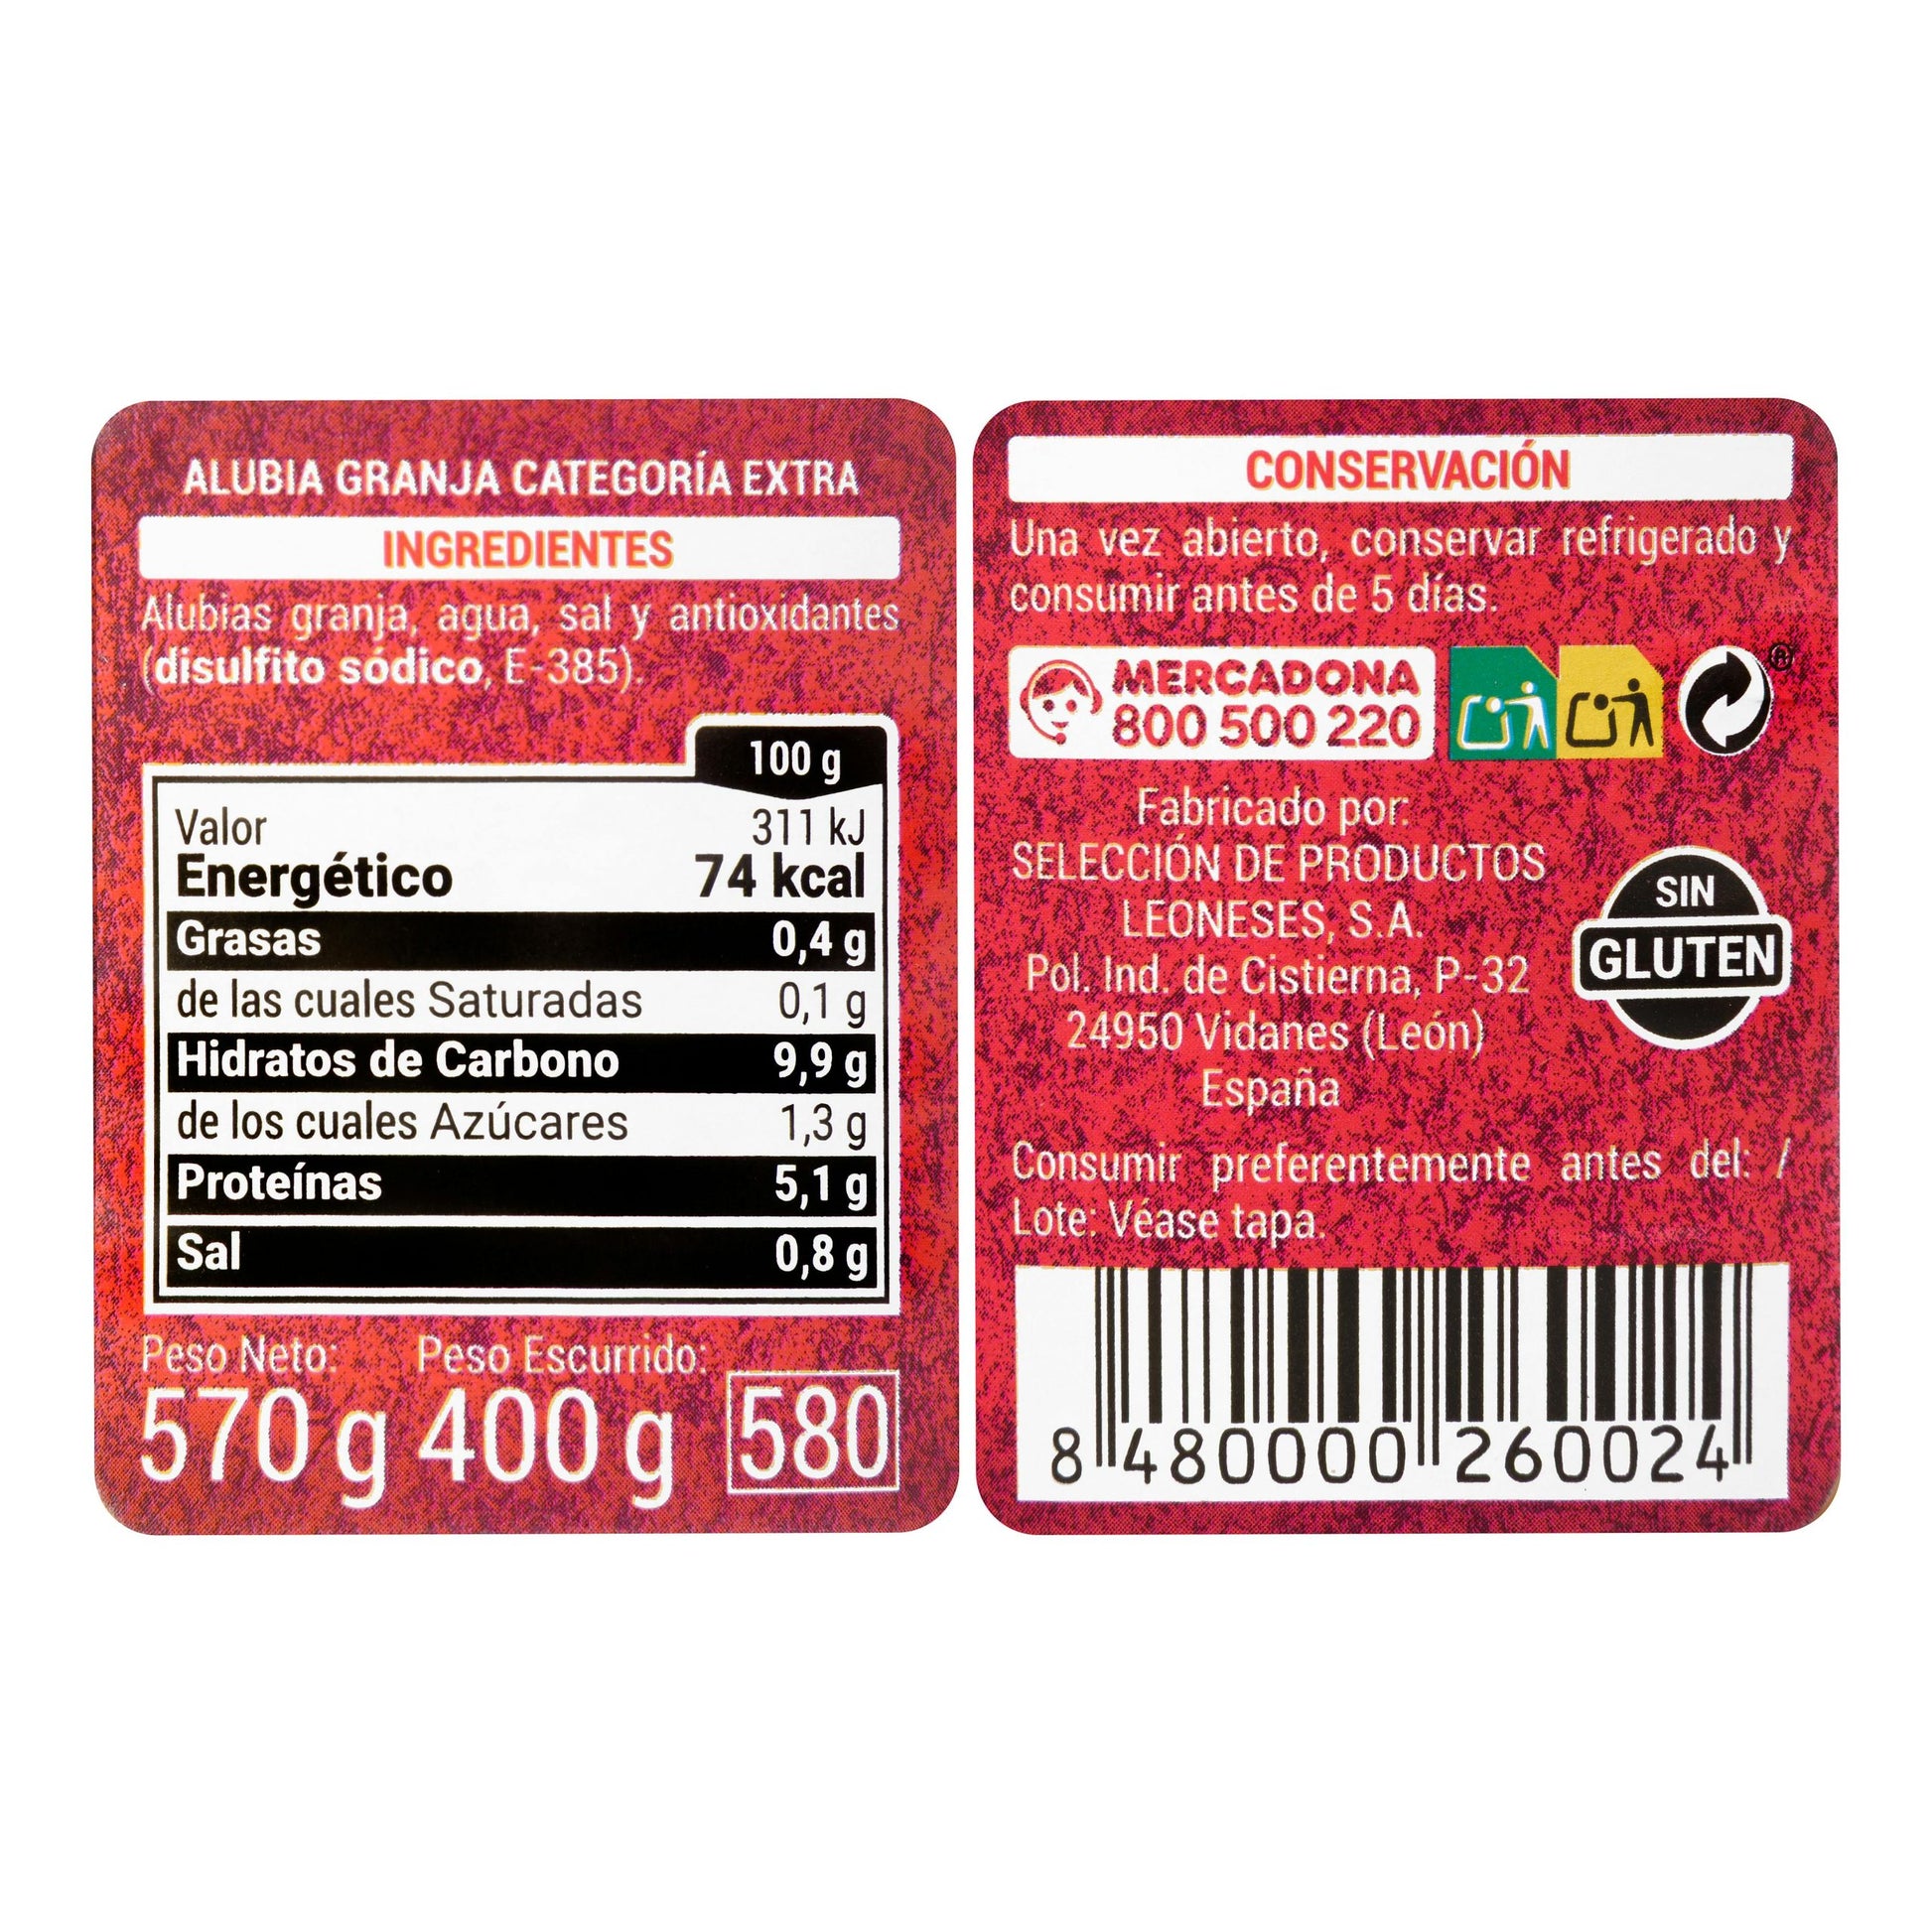 ALUBIA GRANJA CATEGORÍA EXTRA
INGREDIENTES
Alubias granja, agua, sal y antioxidantes
(disulfito sódico, E-385).
100 g
Valor 311 kJ
Energético 74 kcal
Grasas 0,4 g
de las cuales Saturadas 0,1 g
Hidratos de Carbono 9,9 g
de los cuales Azúcares 1,3 g
Proteínas 5,1 g
Sal 0,8 g
Peso Neto: Peso Escurrido:
570 g 400 g 580
CONSERVACIÓN
Una vez abierto, conservar refrigerado y
consumir antes de 5 días.
MERCADONA
800 500 220
®
Fabricado por:
SELECCIÓN DE PRODUCTOS
LEONESES, S.A.
Pol. Ind. de Cistierna, P-32
24950 Vidanes (León)
España
SIN
GLUTEN
Consumir preferentemente antes del: /
Lote: Véase tapa.
8 480000 260024